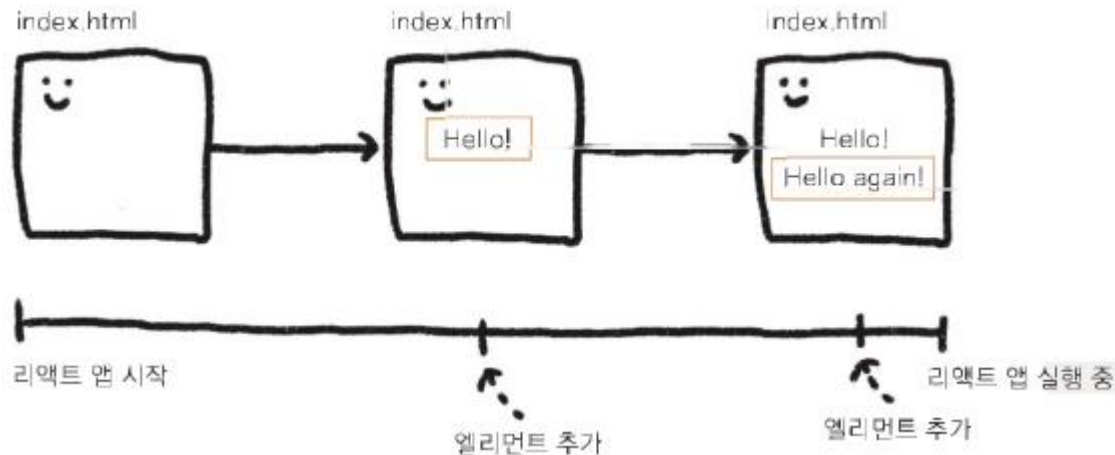 index.html
index.html
index.html
Hello!
Hello!
Hello again!
리액트 앱 시작
엘리먼트 추가
엘리먼트 추가
리액트 앱 실행 중